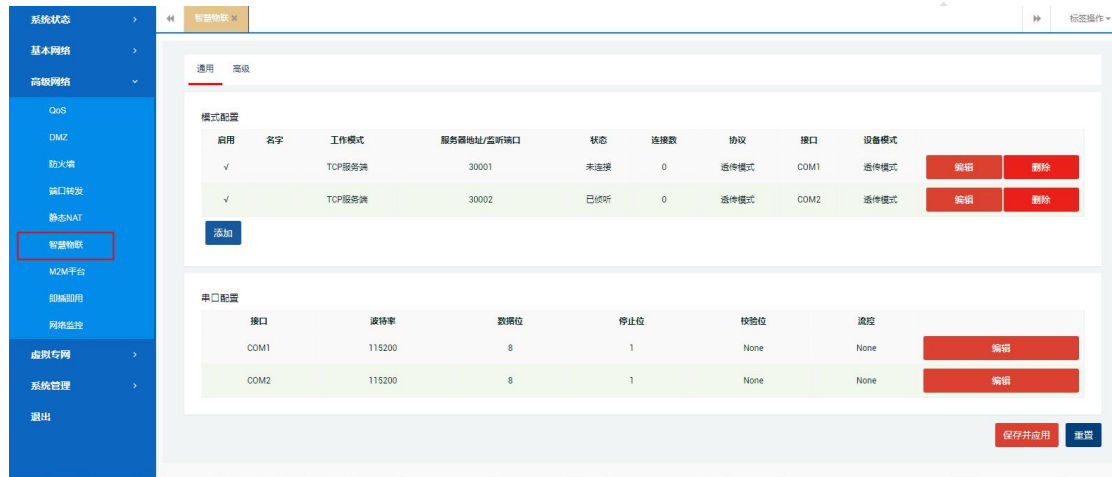 系统状态
基本网络
高级网络
QoS
DMZ
防火墙
端口转发
静态NAT
智慧物联
M2M平台
即插即用
网络监控
虚拟专网
系统管理
退出
智慧物联 ×
标签操作
通用 高级
模式配置
启用 名字 工作模式 服务器地址/监听端口 状态 连接数 协议 接口 设备模式
√ TCP服务端 30001 未连接 0 透传模式 COM1 透传模式 编辑 删除
√ TCP服务端 30002 已侦听 0 透传模式 COM2 透传模式 编辑 删除
添加
串口配置
接口 波特率 数据位 停止位 校验位 流控
COM1 115200 8 1 None None 编辑
COM2 115200 8 1 None None 编辑
保存并应用 重置